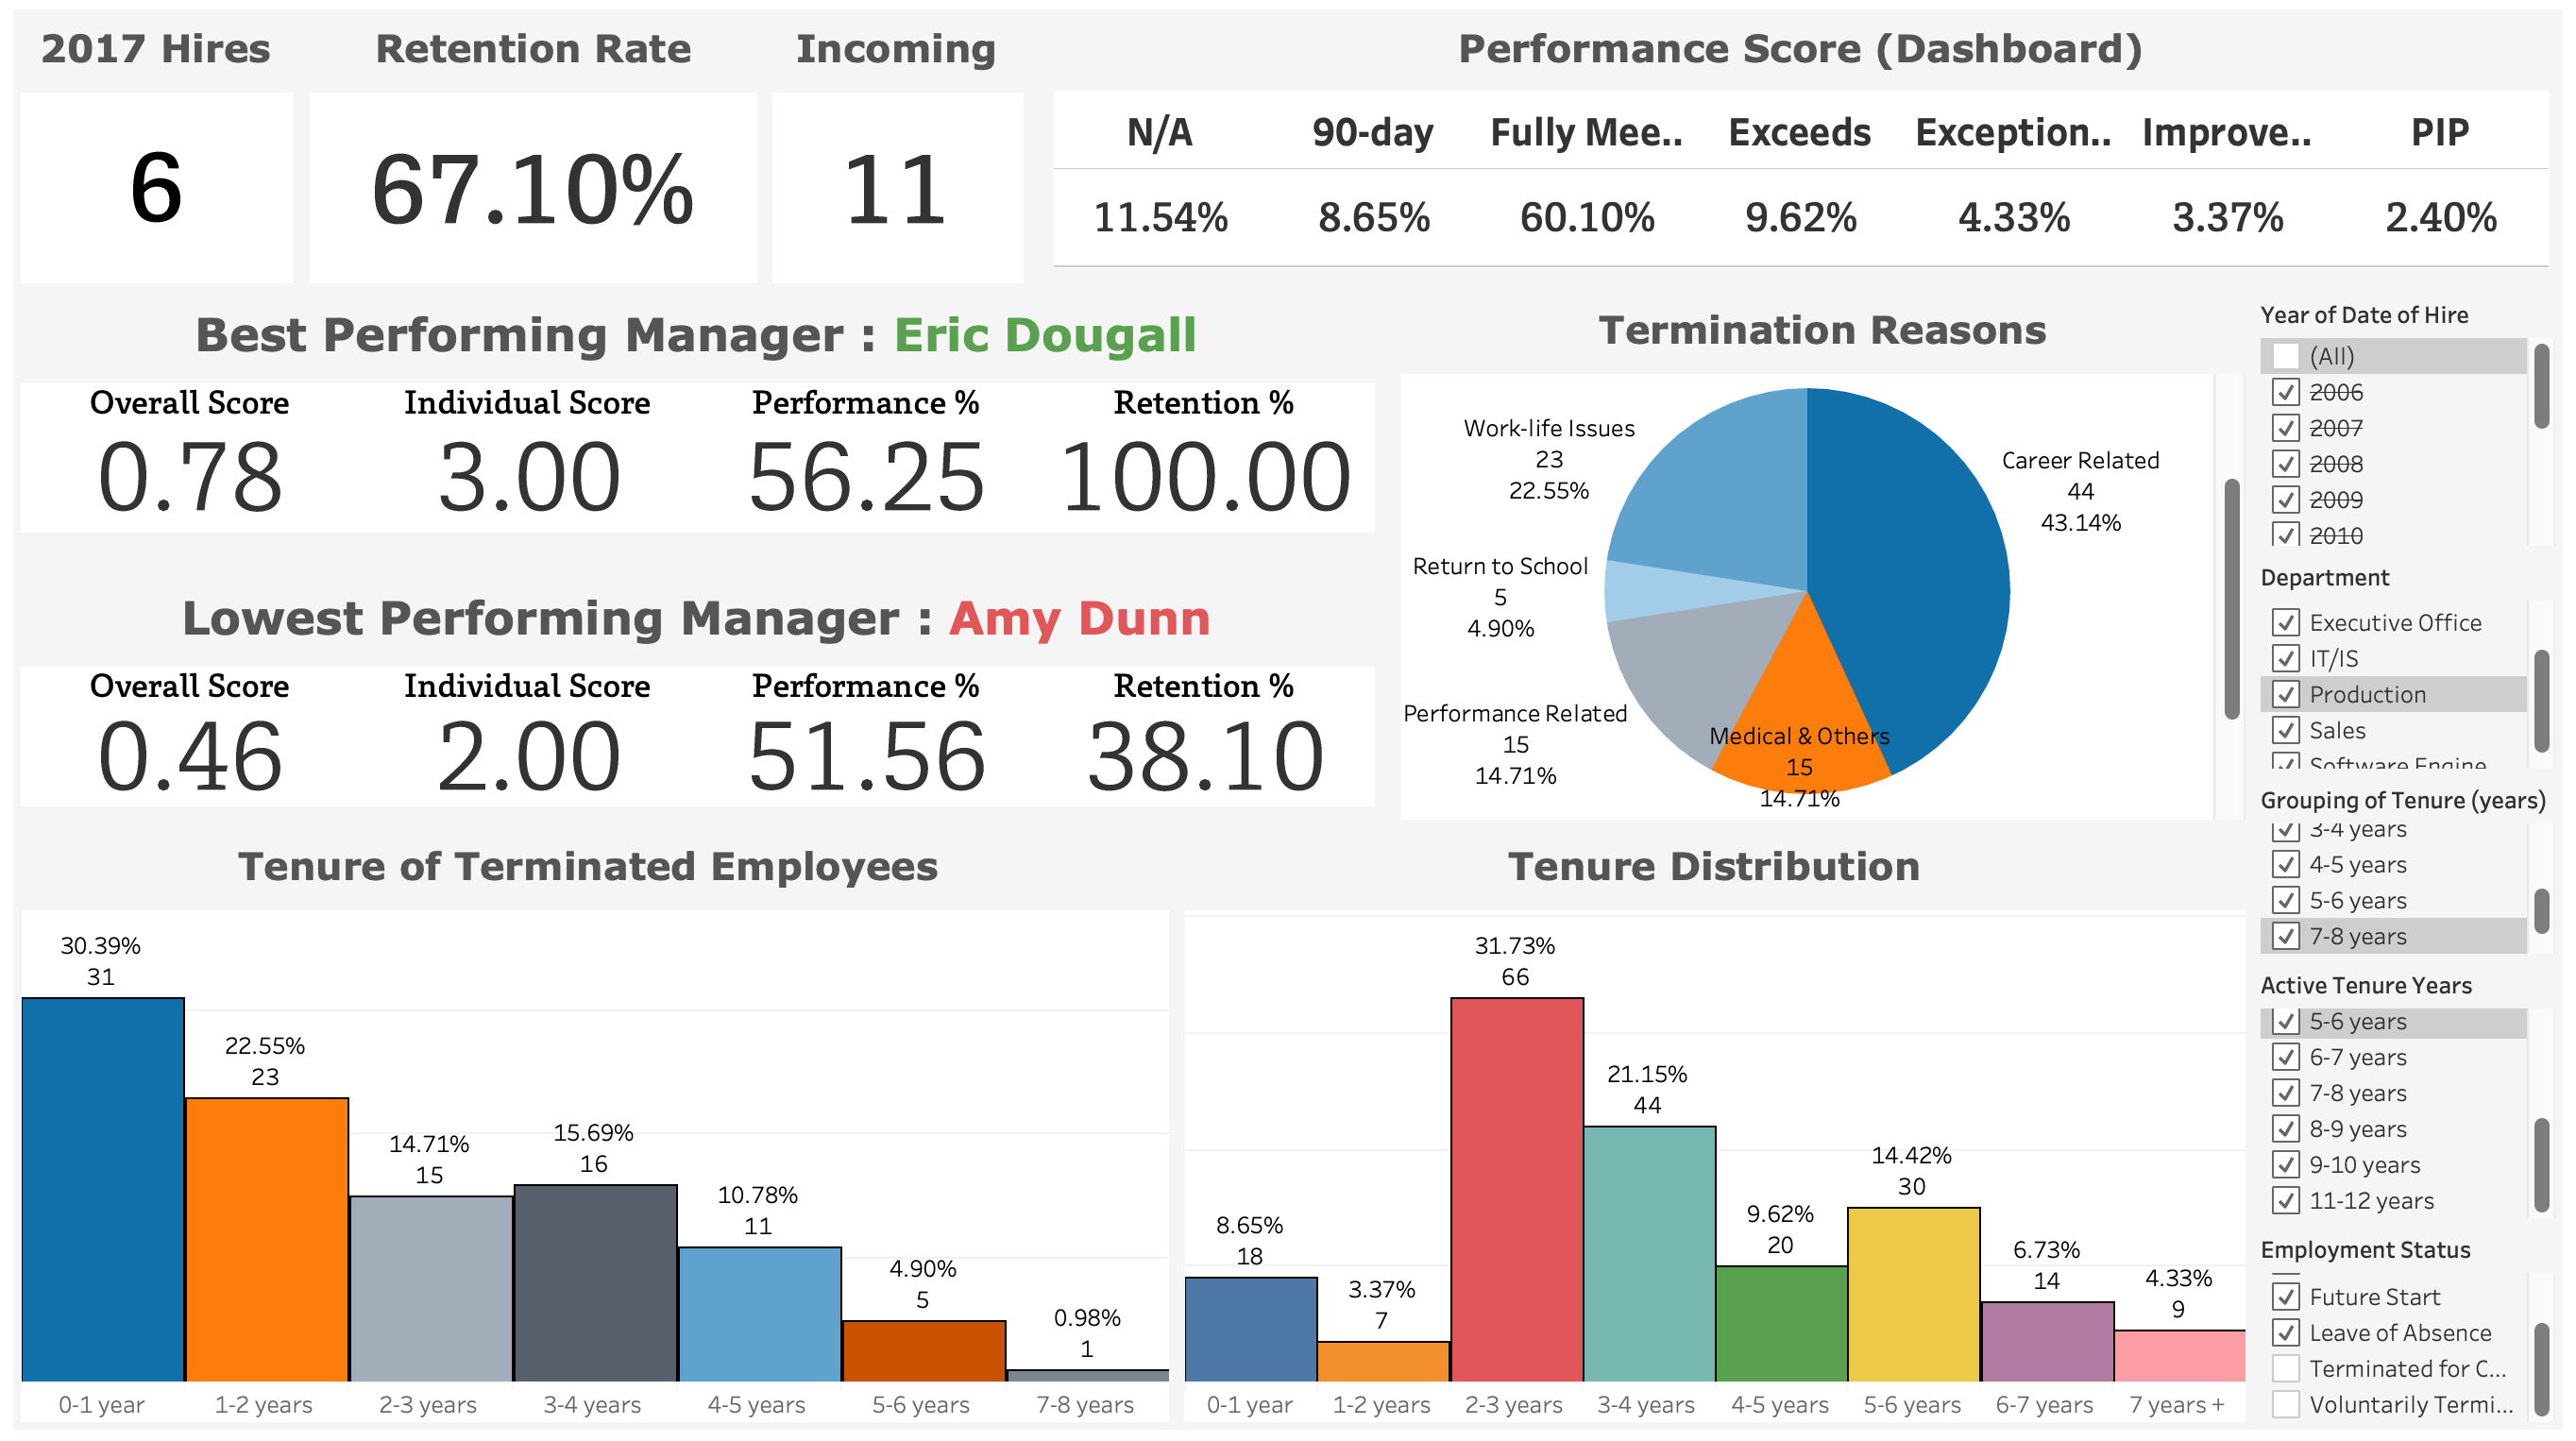 2017 Hires
Retention Rate
Incoming
6
67.10%
11
Performance Score (Dashboard)
N/A 90-day Fully Mee.. Exceeds Exception.. Improve.. PIP
11.54% 8.65% 60.10% 9.62% 4.33% 3.37% 2.40%
Best Performing Manager : Eric Dougall
Overall Score Individual Score Performance % Retention %
0.78 3.00 56.25 100.00
Lowest Performing Manager : Amy Dunn
Overall Score Individual Score Performance % Retention %
0.46 2.00 51.56 38.10
Termination Reasons
Work-life Issues
23
22.55%
Career Related
44
43.14%
Return to School
5
4.90%
Performance Related
15
14.71%
Medical & Others
15
14.71%
Year of Date of Hire
(All)
2006
2007
2008
2009
2010
Department
Executive Office
IT/IS
Production
Sales
Software Engine
Grouping of Tenure (years)
3-4 years
4-5 years
5-6 years
7-8 years
Active Tenure Years
5-6 years
6-7 years
7-8 years
8-9 years
9-10 years
11-12 years
Employment Status
Future Start
Leave of Absence
Terminated for C...
Voluntarily Termi...
Tenure of Terminated Employees
30.39%
31
22.55%
23
14.71%
15
15.69%
16
10.78%
11
4.90%
5
0.98%
1
0-1 year 1-2 years 2-3 years 3-4 years 4-5 years 5-6 years 7-8 years
Tenure Distribution
8.65%
18
3.37%
7
31.73%
66
21.15%
44
9.62%
20
14.42%
30
6.73%
14
4.33%
9
0-1 year 1-2 years 2-3 years 3-4 years 4-5 years 5-6 years 6-7 years 7 years +